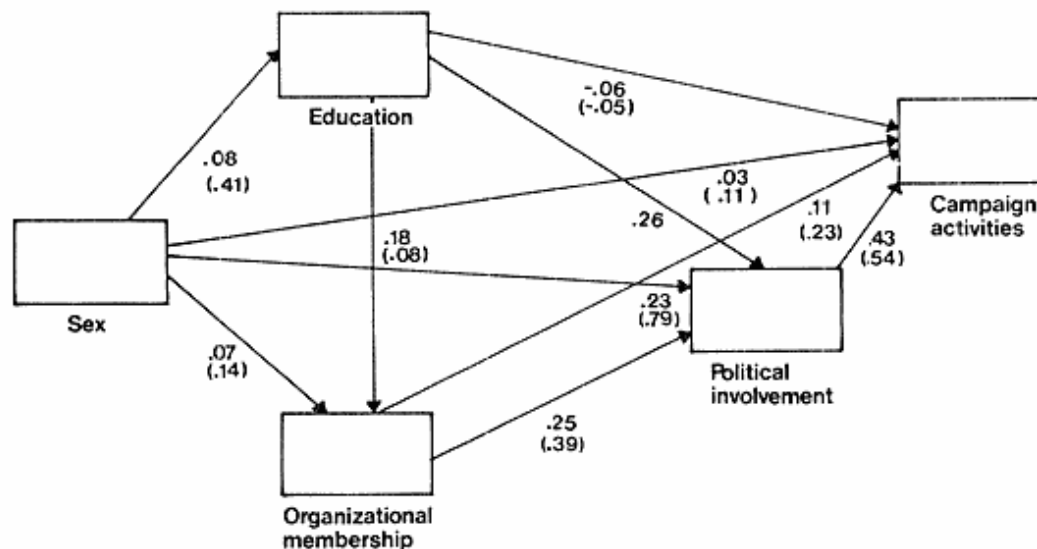 Education
-.06
(-.05)
.08
(.41)
.03
(.11)
Campaign
activities
.11
(.23)
.26
.43
(.54)
.18
(.08)
Sex
.23
(.79)
.07
(.14)
Political
involvement
.25
(.39)
Organizational
membership